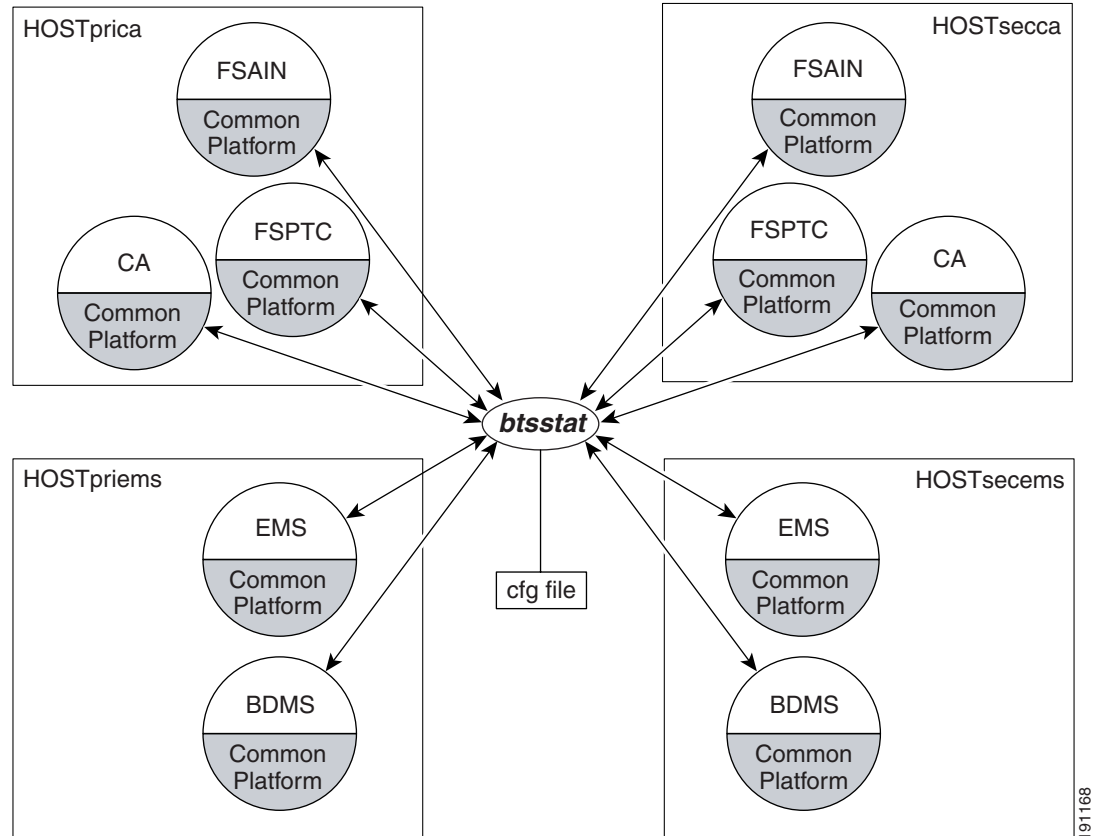 HOSTprica
FSAIN
Common
Platform
FSPTC
Common
Platform
CA
Common
Platform
HOSTsecca
FSAIN
Common
Platform
FSPTC
Common
Platform
CA
Common
Platform
btsstat
cfg file
HOSTpriems
EMS
Common
Platform
BDMS
Common
Platform
HOSTsecems
EMS
Common
Platform
BDMS
Common
Platform
191168